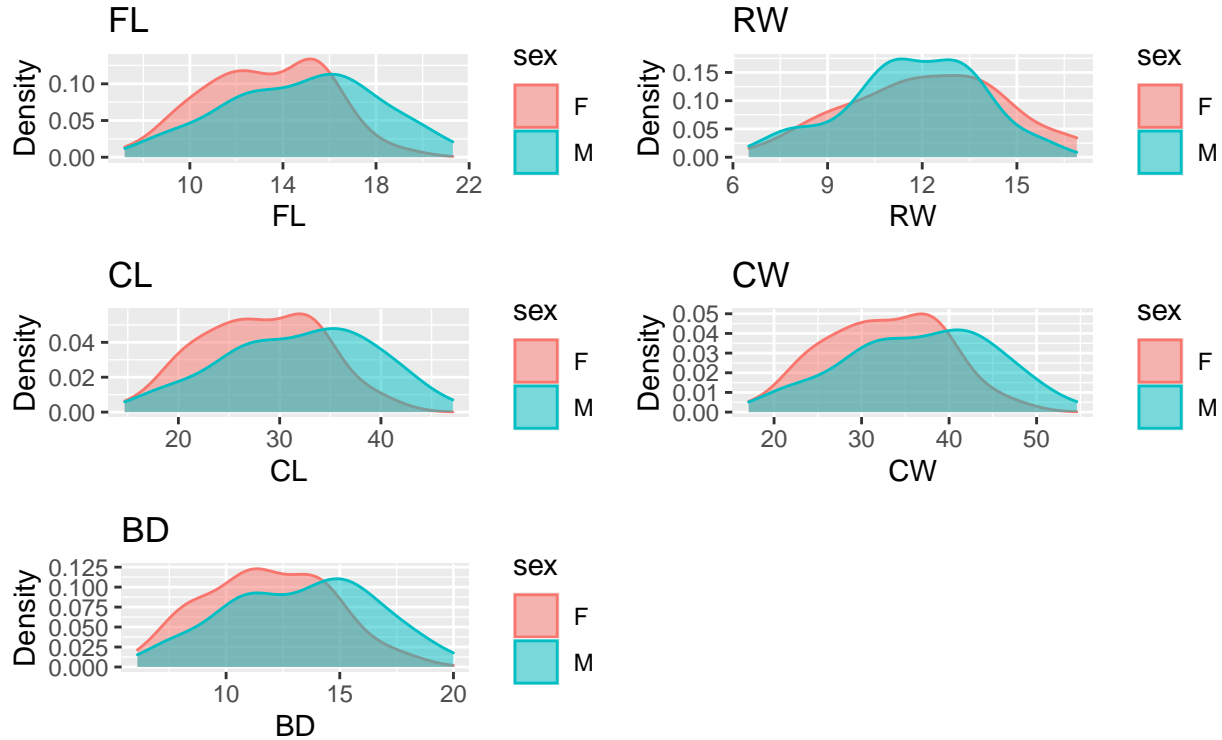 FL
Density
0.10
0.05
0.00
10 14 18 22
FL
sex
F
M
RW
Density
0.15
0.10
0.05
0.00
6 9 12 15
RW
sex
F
M
CL
Density
0.04
0.02
0.00
20 30 40
CL
sex
F
M
CW
Density
0.05
0.04
0.03
0.02
0.01
0.00
20 30 40 50
CW
sex
F
M
BD
Density
0.125
0.100
0.075
0.050
0.025
0.000
10 15 20
BD
sex
F
M